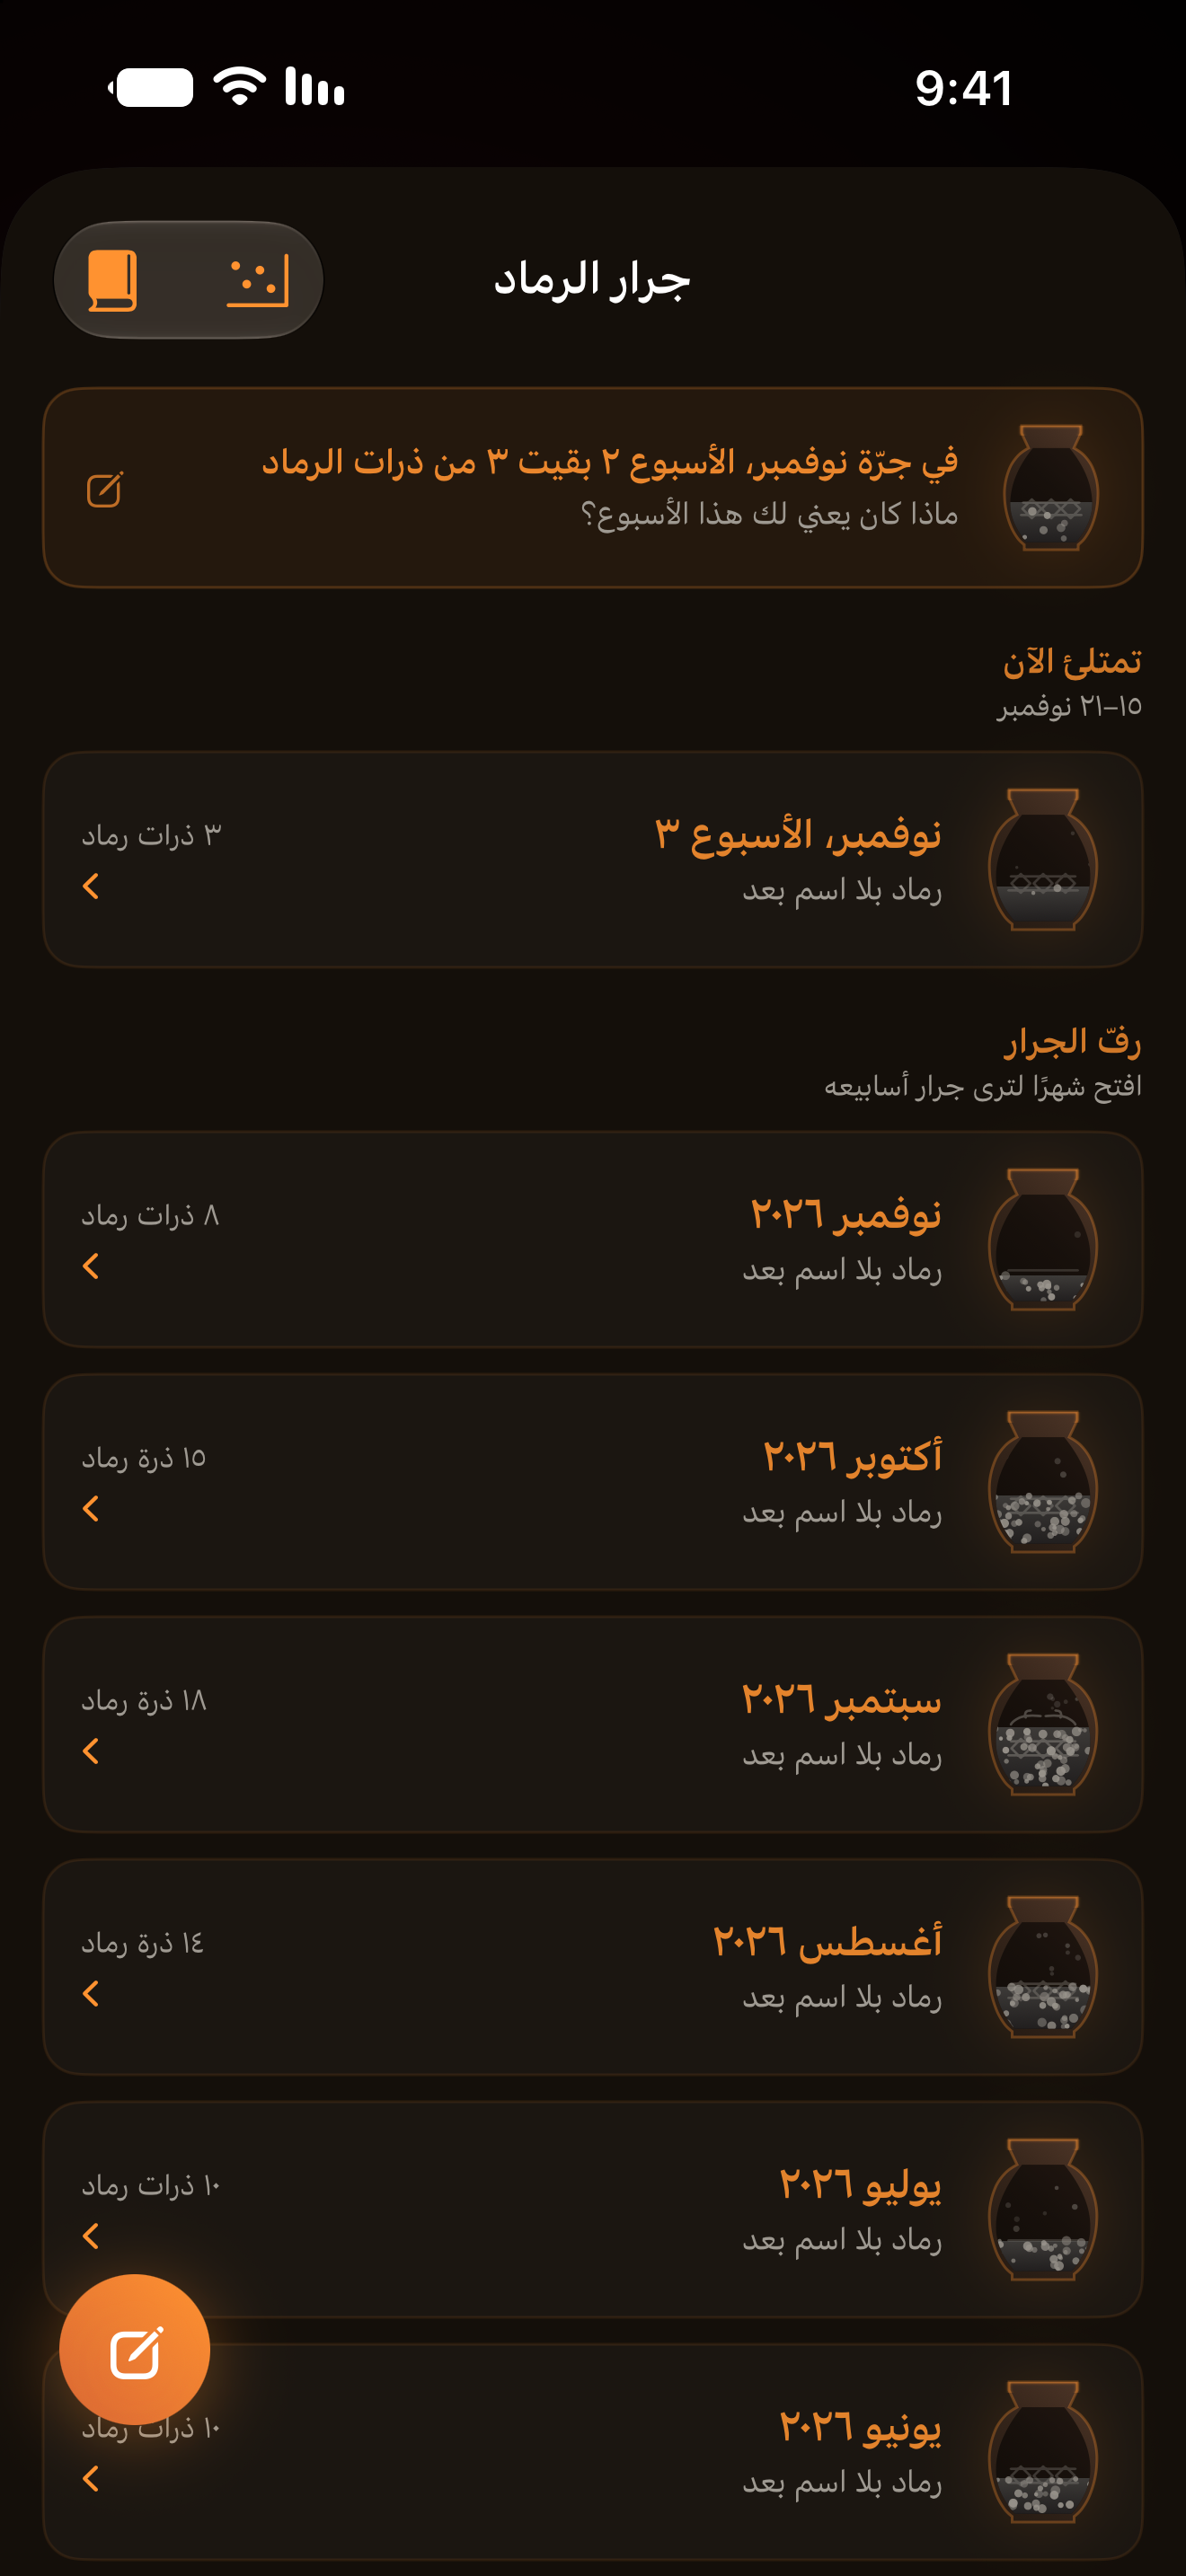 9:41
جرار الرماد
في جرّة نوفمبر، الأسبوع ٢ بقيت ٣ من ذرات الرماد
ماذا كان يعني لك هذا الأسبوع؟
تمتلئ الآن
١٥–٢١ نوفمبر
نوفمبر، الأسبوع ٣
٣ ذرات رماد
رماد بلا اسم بعد
رفّ الجرار
افتح شهرًا لترى جرار أسابيعه
نوفمبر ٢٠٢٦
٨ ذرات رماد
رماد بلا اسم بعد
أكتوبر ٢٠٢٦
١٥ ذرة رماد
رماد بلا اسم بعد
سبتمبر ٢٠٢٦
١٨ ذرة رماد
رماد بلا اسم بعد
أغسطس ٢٠٢٦
١٤ ذرة رماد
رماد بلا اسم بعد
يوليو ٢٠٢٦
١٠ ذرات رماد
رماد بلا اسم بعد
يونيو ٢٠٢٦
١٠ ذرات رماد
رماد بلا اسم بعد